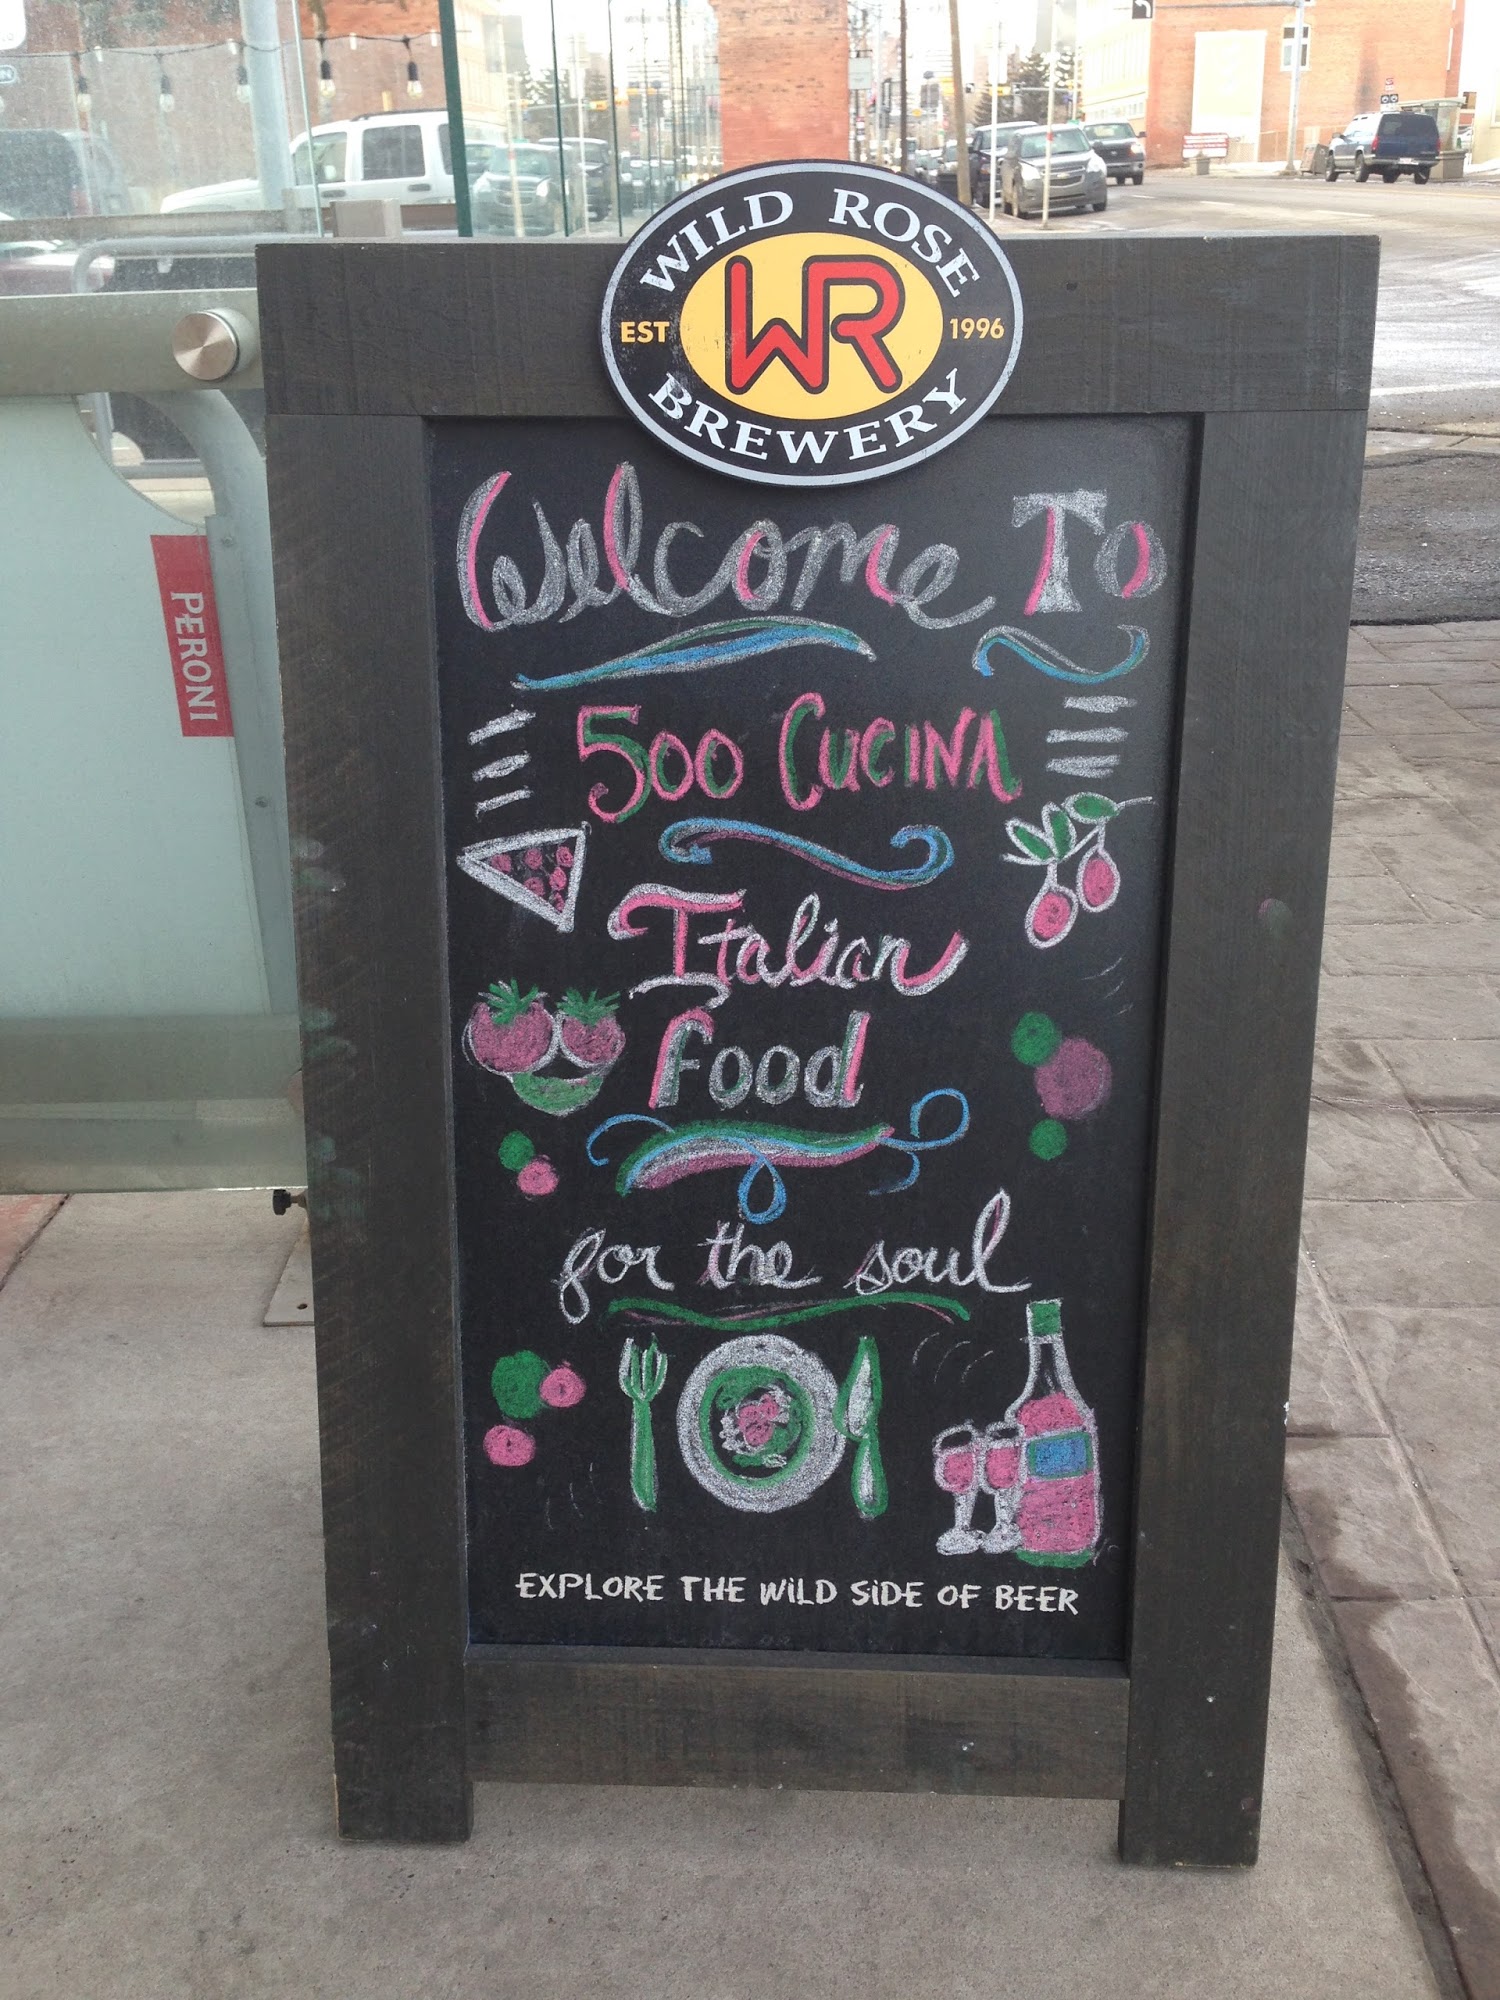 WILD ROSE
EST WR 1996
BREWERY
Welcome To
500 CUCINA
Italian
Food
for the soul
EXPLORE THE WiLD SiDE OF BEER
PERONI